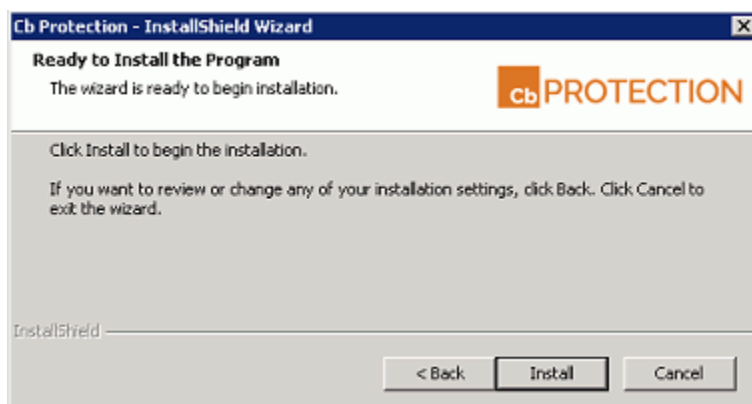 Cb Protection - InstallShield Wizard
Ready to Install the Program
The wizard is ready to begin installation.
Cb PROTECTION
Click Install to begin the installation.
If you want to review or change any of your installation settings, click Back. Click Cancel to
exit the wizard.
InstallShield
< Back
Install
Cancel